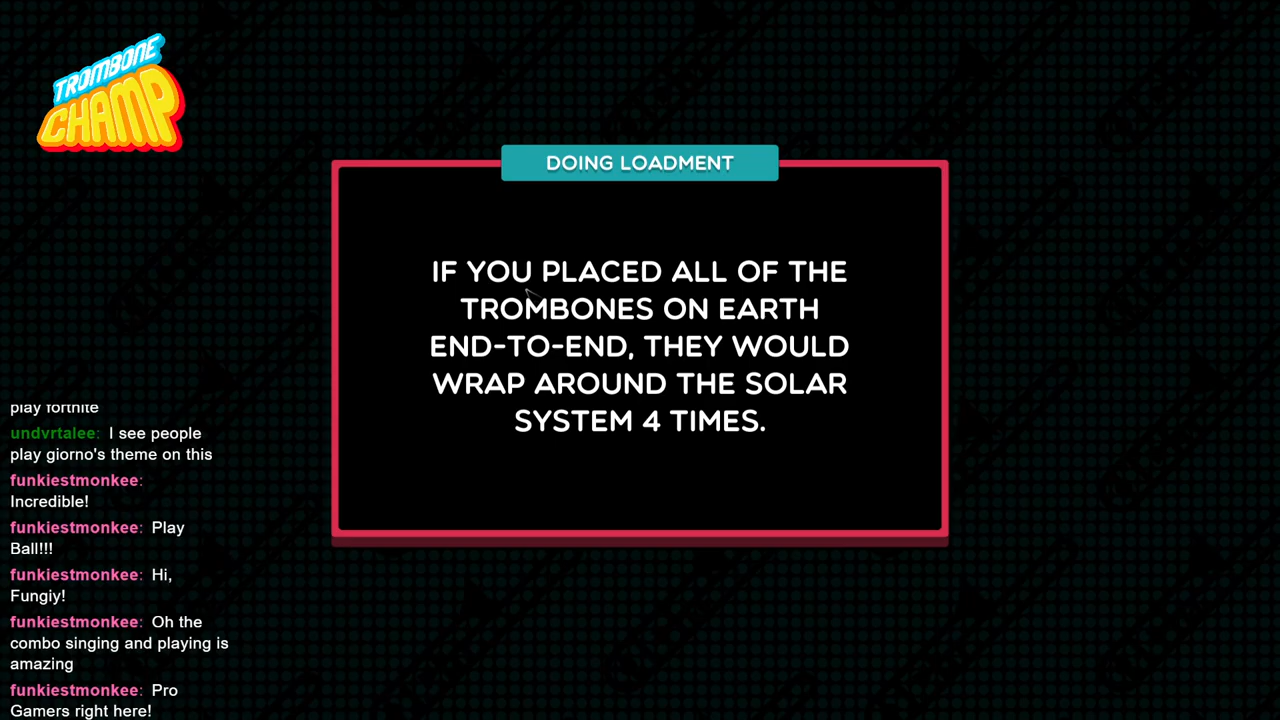 TROMBONE
CHAMP
DOING LOADMENT
IF YOU PLACED ALL OF THE
TROMBONES ON EARTH
END-TO-END, THEY WOULD
WRAP AROUND THE SOLAR
SYSTEM 4 TIMES.
play fortnite
undvrtalee: I see people
play giorno's theme on this
funkiestmonkee:
Incredible!
funkiestmonkee: Play
Ball!!!
funkiestmonkee: Hi,
Fungiy!
funkiestmonkee: Oh the
combo singing and playing is
amazing
funkiestmonkee: Pro
Gamers right here!